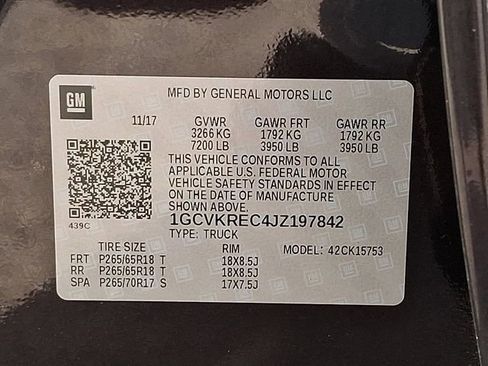 GM
MFD BY GENERAL MOTORS LLC
11/17 GVWR GAWR FRT GAWR RR
3266 KG 1792 KG 1792 KG
7200 LB 3950 LB 3950 LB
THIS VEHICLE CONFORMS TO ALL
APPLICABLE U.S. FEDERAL MOTOR
VEHICLE SAFETY STANDARDS IN EFFECT
ON THE DATE OF MANUFACTURE
SHOWN ABOVE.
439C
1GCVKREC4JZ197842
TYPE: TRUCK
TIRE SIZE RIM MODEL: 42CK15753
FRT P265/65R18 T 18X8.5J
RR P265/65R18 T 18X8.5J
SPA P265/70R17 S 17X7.5J